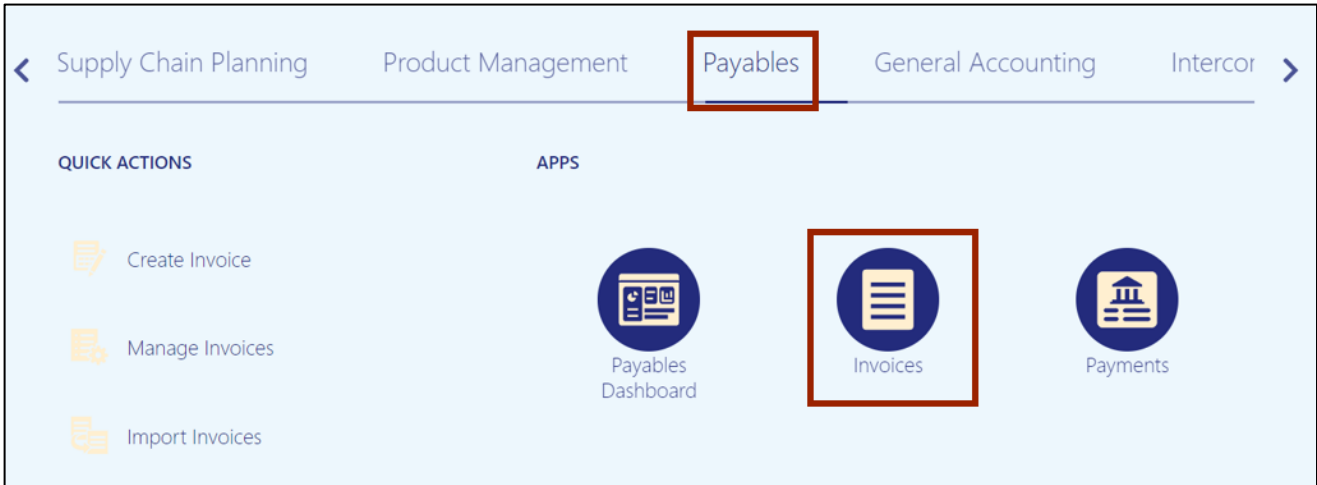 Supply Chain Planning
Product Management
Payables
General Accounting
Intercor
QUICK ACTIONS
APPS
Create Invoice
Manage Invoices
Import Invoices
Payables
Dashboard
Invoices
Payments